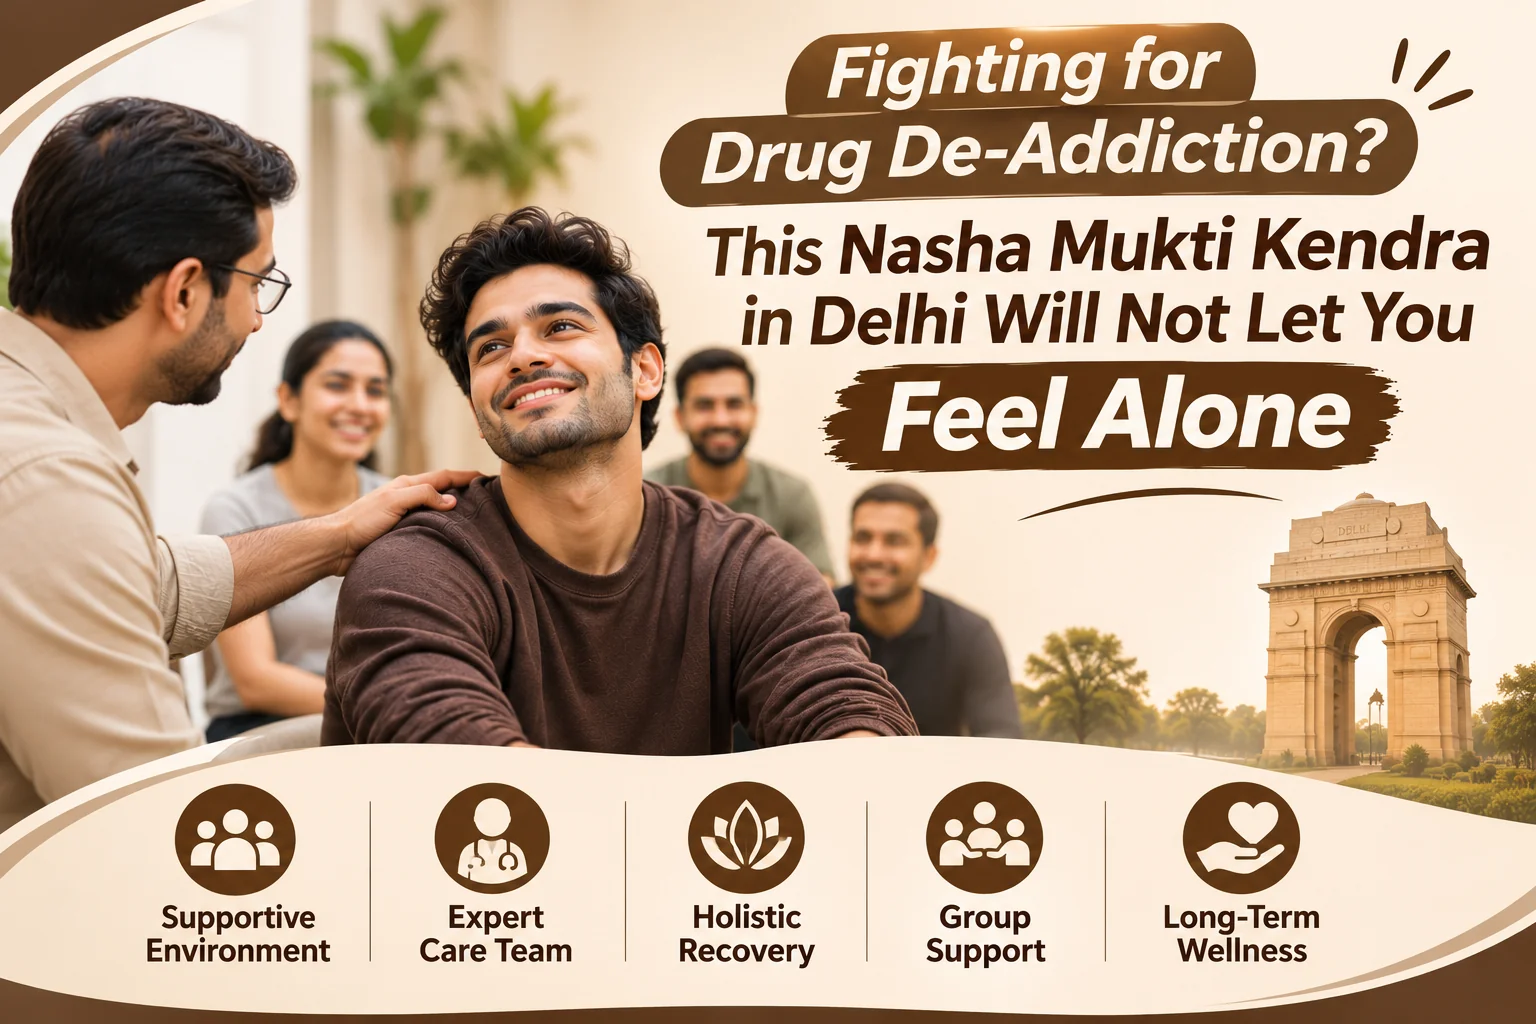 Fighting for
Drug De-Addiction?
This Nasha Mukti Kendra
in Delhi Will Not Let You
Feel Alone
DELHI
Supportive
Environment
Expert
Care Team
Holistic
Recovery
Group
Support
Long-Term
Wellness